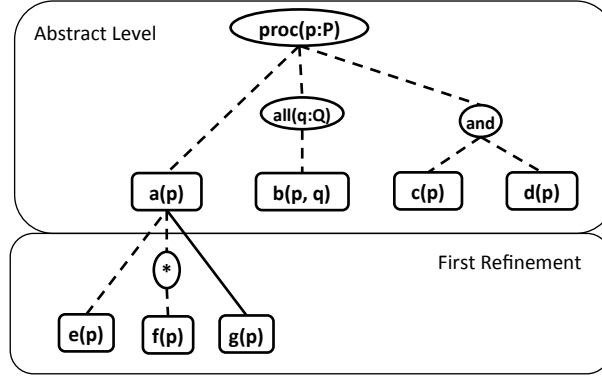 Abstract Level
proc(p:P)
all(q:Q)
and
a(p)
b(p, q)
c(p)
d(p)
First Refinement
*
e(p)
f(p)
g(p)